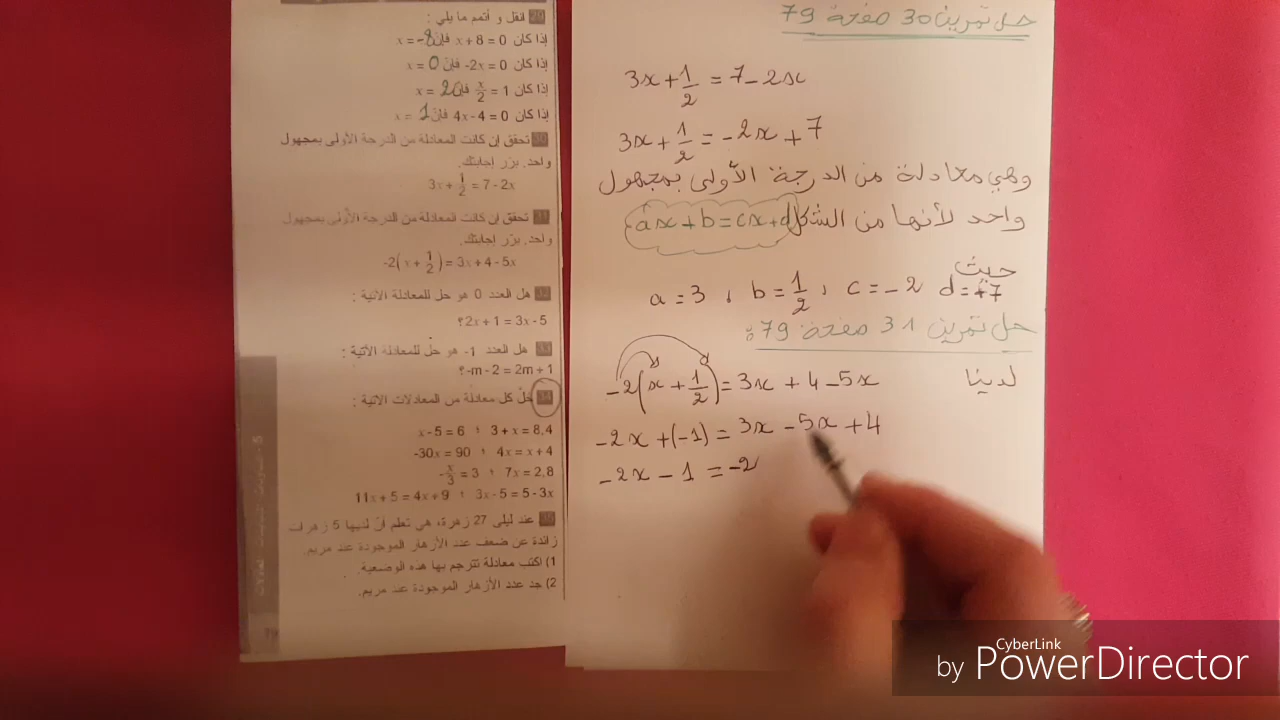 حل تمرين 30 صفحة 79
3x + 1/2 = 7 - 2x
3x + 1/2 = -2x + 7
وهي معادلة من الدرجة الأولى بمجهول
واحد لأنها من الشكل ax + b = cx + d
حيث
a = 3 ، b = 1/2 ، c = -2 d = +7
حل تمرين 31 صفحة 79:
لدينا -2(x + 1/2) = 3x + 4 - 5x
-2x + (-1) = 3x - 5x + 4
-2x - 1 = -2
29 انقل و أتمم ما يلي :
إذا كان x + 8 = 0 فإن x = -8
إذا كان -2x = 0 فإن x = 0
إذا كان x/2 = 1 فإن x = 2
إذا كان 4x - 4 = 0 فإن x = 1
30 تحقق إن كانت المعادلة من الدرجة الأولى بمجهول
واحد. برّر إجابتك.
3x + 1/2 = 7 - 2x
31 تحقق إن كانت المعادلة من الدرجة الأولى بمجهول
واحد. برّر إجابتك.
-2(x + 1/2) = 3x + 4 - 5x
32 هل العدد 0 هو حل للمعادلة الآتية :
2x + 1 = 3x - 5 ؟
33 هل العدد -1 هو حلّ للمعادلة الآتية :
-m - 2 = 2m + 1 ؟
34 حلّ كل معادلة من المعادلات الآتية :
x - 5 = 6 ؛ 3 + x = 8,4
-30x = 90 ؛ 4x = x + 4
-x/3 = 3 ؛ 7x = 2,8
11x + 5 = 4x + 9 ؛ 3x - 5 = 5 - 3x
35 عند ليلى 27 زهرة، هي تعلم أنّ لديها 5 زهرات
زائدة عن ضعف عدد الأزهار الموجودة عند مريم.
1) اكتب معادلة تترجم بها هذه الوضعية.
2) جد عدد الأزهار الموجودة عند مريم.
CyberLink
by PowerDirector